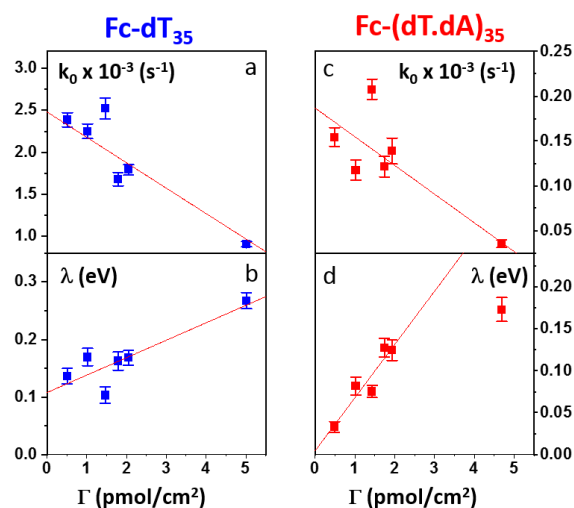 Fc-dT₃₅
Fc-(dT.dA)₃₅
k₀ x 10⁻³ (s⁻¹)
a
3.0
2.5
2.0
1.5
1.0
c
k₀ x 10⁻³ (s⁻¹)
0.25
0.20
0.15
0.10
0.05
λ (eV)
b
0.3
0.2
0.1
0.0
d
λ (eV)
0.20
0.15
0.10
0.05
0.00
0 1 2 3 4 5
0 1 2 3 4 5
Γ (pmol/cm²)
Γ (pmol/cm²)